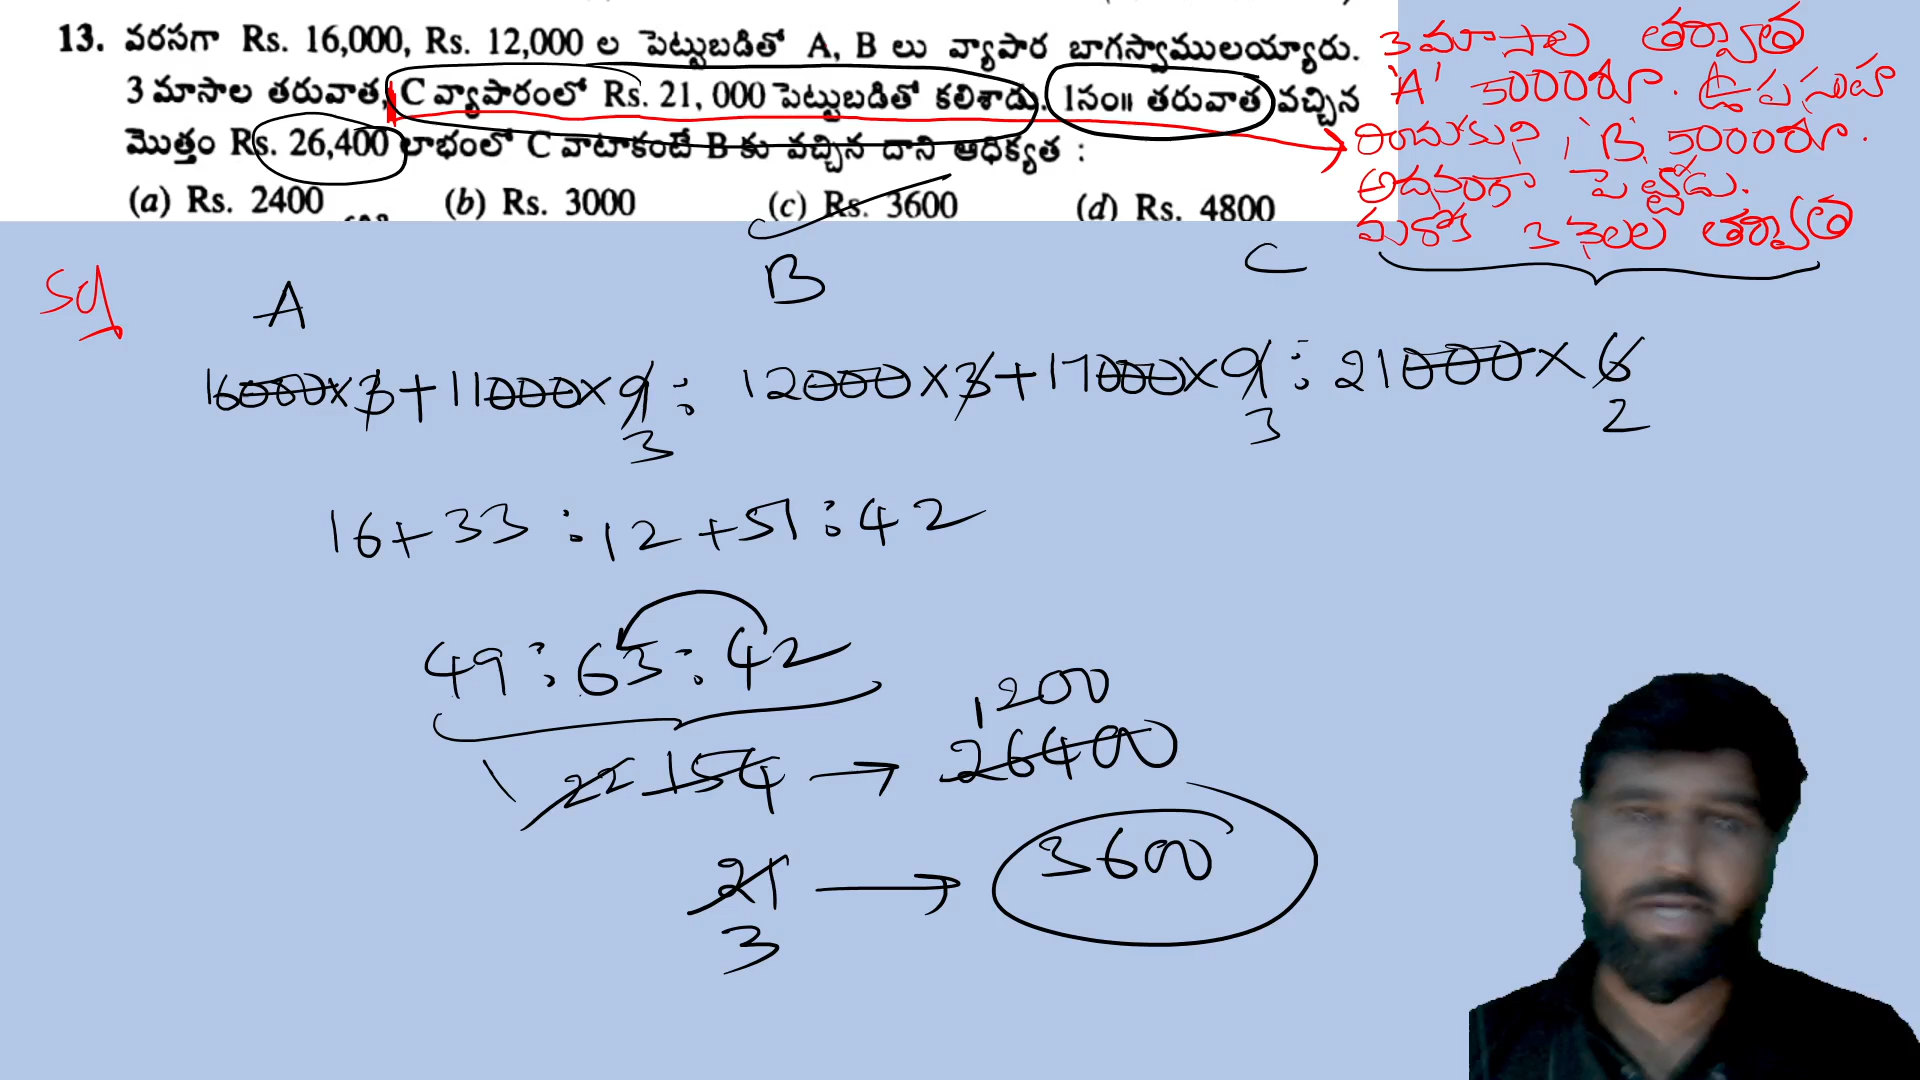 13. వరసగా Rs. 16,000, Rs. 12,000 ల పెట్టుబడితో A, B లు వ్యాపార భాగస్వాములయ్యారు.
3 మాసాల తరువాత, C వ్యాపారంలో Rs. 21,000 పెట్టుబడితో కలిశాడు. 1సం॥ తరువాత వచ్చిన
మొత్తం Rs. 26,400 లాభంలో C వాటాకంటే B కు వచ్చిన దాని ఆధిక్యత :
(a) Rs. 2400 (b) Rs. 3000 (c) Rs. 3600 (d) Rs. 4800
3 మాసాల తర్వాత
'A' 5000రూ. ఉపసంహ
రించుకుని, 'B' 5000రూ.
అదనంగా పెట్టాడు.
మరోక 3 నెలల తర్వాత
A B C
16000×3+11000×9 : 12000×3+17000×9 : 21000×6
3 3 2
16+33 : 12+51 : 42
49 : 63 : 42
1200
22 154 → 26400
21 → 3600
3